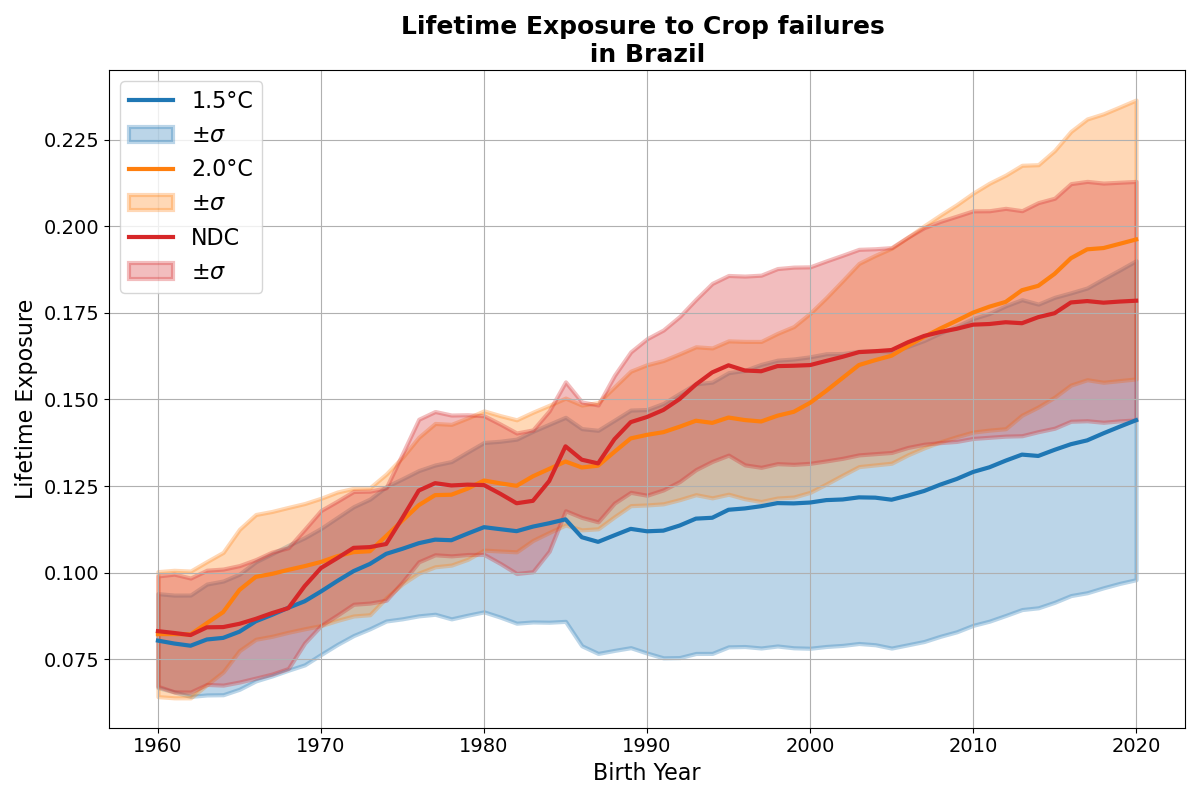 Lifetime Exposure to Crop failures
in Brazil
1.5°C
±σ
2.0°C
±σ
NDC
±σ
Lifetime Exposure
0.225
0.200
0.175
0.150
0.125
0.100
0.075
1960 1970 1980 1990 2000 2010 2020
Birth Year